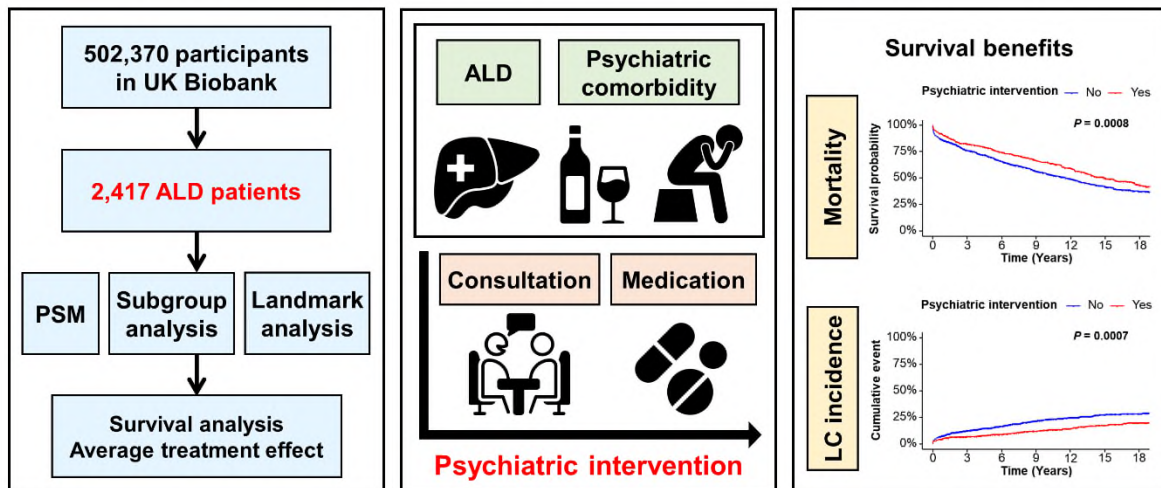 502,370 participants
in UK Biobank
2,417 ALD patients
PSM
Subgroup
analysis
Landmark
analysis
Survival analysis
Average treatment effect
ALD
Psychiatric
comorbidity
Consultation
Medication
Psychiatric intervention
Survival benefits
Mortality
Psychiatric intervention No Yes
P = 0.0008
Survival probability
100%
75%
50%
25%
0%
0 3 6 9 12 15 18
Time (Years)
LC incidence
Psychiatric intervention No Yes
P = 0.0007
Cumulative event
100%
75%
50%
25%
0%
0 3 6 9 12 15 18
Time (Years)